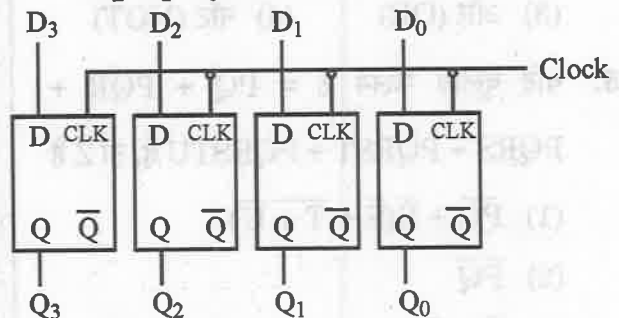 D₃ D₂ D₁ D₀
Clock
D CLK D CLK D CLK D CLK
Q Q̅ Q Q̅ Q Q̅ Q Q̅
Q₃ Q₂ Q₁ Q₀